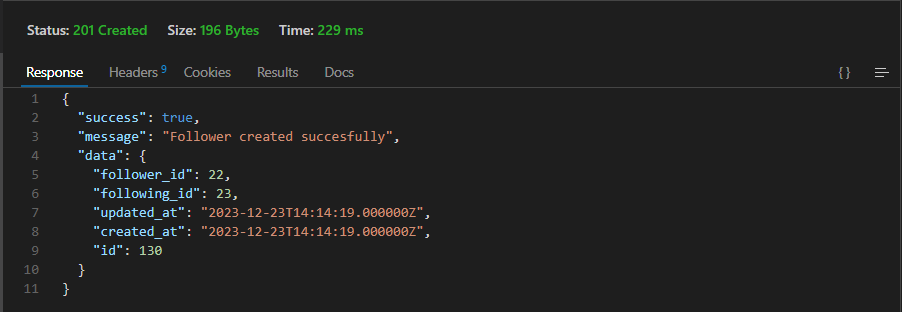 Status: 201 Created Size: 196 Bytes Time: 229 ms
Response Headers 9 Cookies Results Docs { }
1 {
2 "success": true,
3 "message": "Follower created succesfully",
4 "data": {
5 "follower_id": 22,
6 "following_id": 23,
7 "updated_at": "2023-12-23T14:14:19.000000Z",
8 "created_at": "2023-12-23T14:14:19.000000Z",
9 "id": 130
10 }
11 }